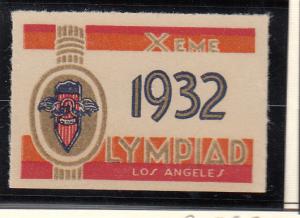 XEME
1932
OLYMPIAD
LOS ANGELES